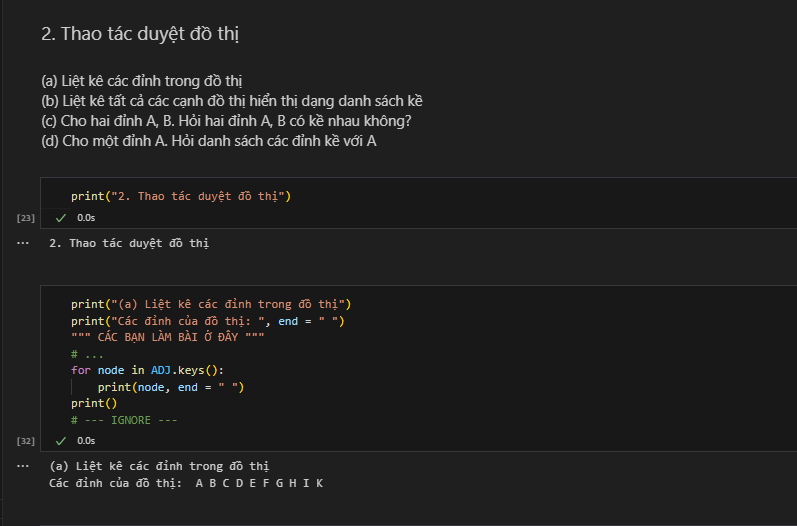 2. Thao tác duyệt đồ thị
(a) Liệt kê các đỉnh trong đồ thị
(b) Liệt kê tất cả các cạnh đồ thị hiển thị dạng danh sách kề
(c) Cho hai đỉnh A, B. Hỏi hai đỉnh A, B có kề nhau không?
(d) Cho một đỉnh A. Hỏi danh sách các đỉnh kề với A
print("2. Thao tác duyệt đồ thị")
[23] ✓ 0.0s
... 2. Thao tác duyệt đồ thị
print("(a) Liệt kê các đỉnh trong đồ thị")
print("Các đỉnh của đồ thị: ", end = " ")
""" CÁC BẠN LÀM BÀI Ở ĐÂY """
# ...
for node in ADJ.keys():
    print(node, end = " ")
print()
# --- IGNORE ---
[32] ✓ 0.0s
... (a) Liệt kê các đỉnh trong đồ thị
Các đỉnh của đồ thị:  A B C D E F G H I K